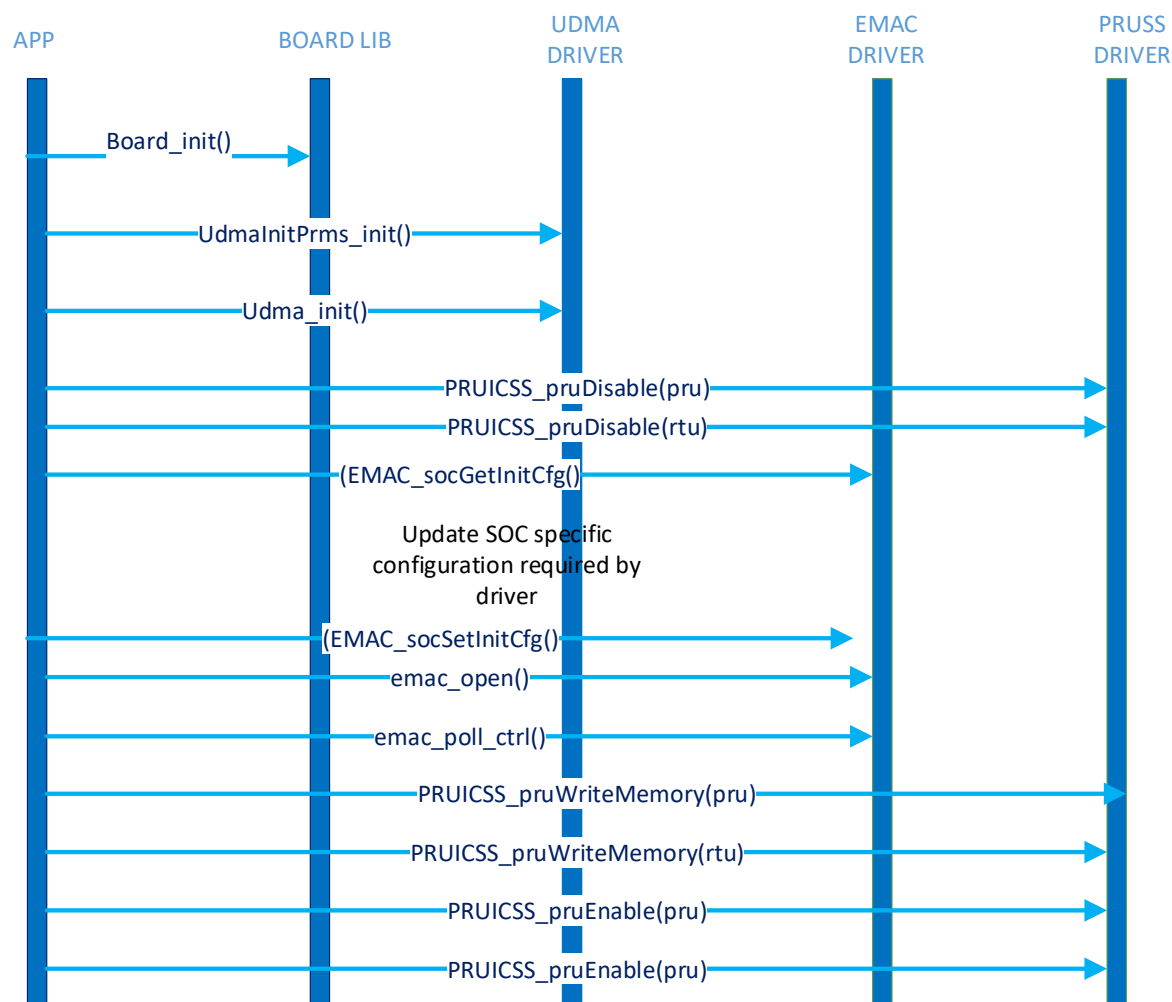 APP
BOARD LIB
UDMA
DRIVER
EMAC
DRIVER
PRUSS
DRIVER
Board_init()
UdmaInitPrms_init()
Udma_init()
PRUICSS_pruDisable(pru)
PRUICSS_pruDisable(rtu)
(EMAC_socGetInitCfg()
Update SOC specific
configuration required by
driver
(EMAC_socSetInitCfg()
emac_open()
emac_poll_ctrl()
PRUICSS_pruWriteMemory(pru)
PRUICSS_pruWriteMemory(rtu)
PRUICSS_pruEnable(pru)
PRUICSS_pruEnable(pru)